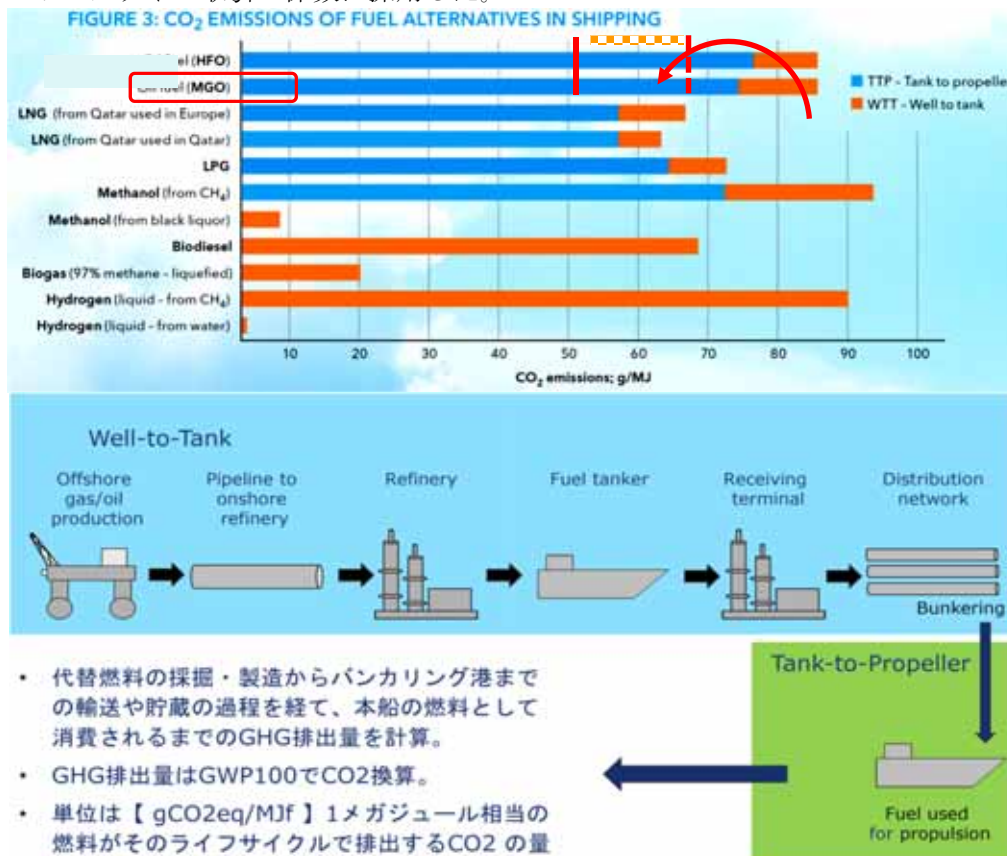 FIGURE 3: CO₂ EMISSIONS OF FUEL ALTERNATIVES IN SHIPPING
(HFO)
fuel (MGO)
LNG (from Qatar used in Europe)
LNG (from Qatar used in Qatar)
LPG
Methanol (from CH₄)
Methanol (from black liquor)
Biodiesel
Biogas (97% methane - liquefied)
Hydrogen (liquid - from CH₄)
Hydrogen (liquid - from water)
TTP - Tank to propelle
WTT - Well to tank
10 20 30 40 50 60 70 80 90 100
CO₂ emissions; g/MJ
Well-to-Tank
Offshore
gas/oil
production
Pipeline to
onshore
refinery
Refinery
Fuel tanker
Receiving
terminal
Distribution
network
Bunkering
Tank-to-Propeller
Fuel used
for propulsion
• 代替燃料の採掘・製造からバンカリング港まで
の輸送や貯蔵の過程を経て、本船の燃料として
消費されるまでのGHG排出量を計算。
• GHG排出量はGWP100でCO2換算。
• 単位は【 gCO2eq/MJf 】1メガジュール相当の
燃料がそのライフサイクルで排出するCO2 の量